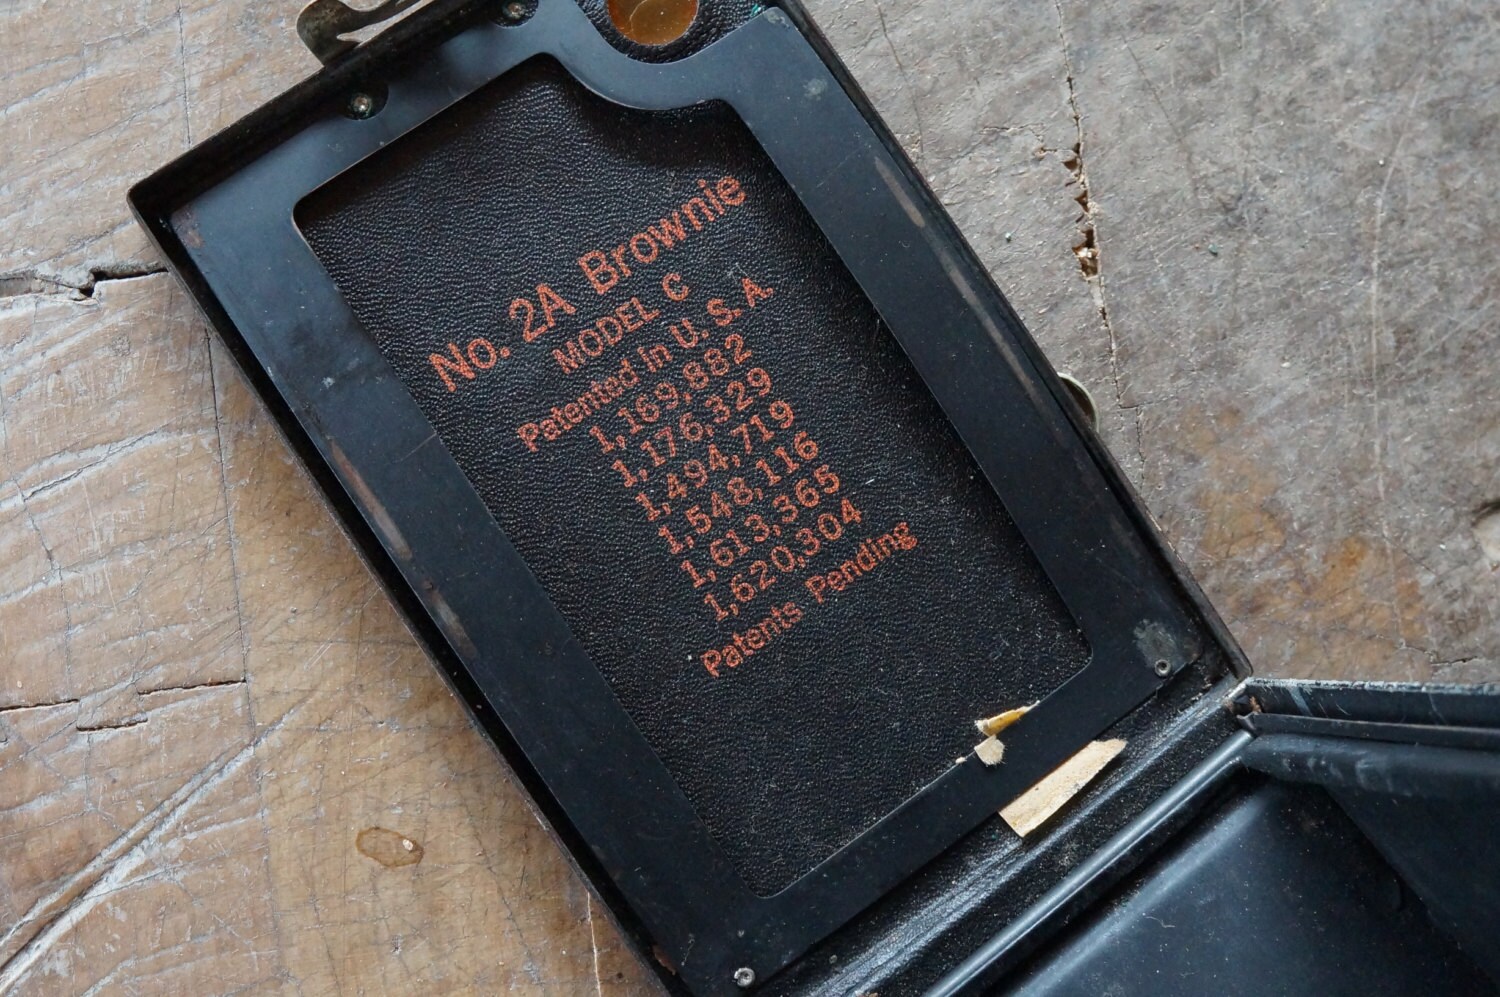 No. 2A Brownie
MODEL C
Patented in U. S. A.
1,169,882
1,176,329
1,494,719
1,548,116
1,613,365
1,620,304
Patents Pending